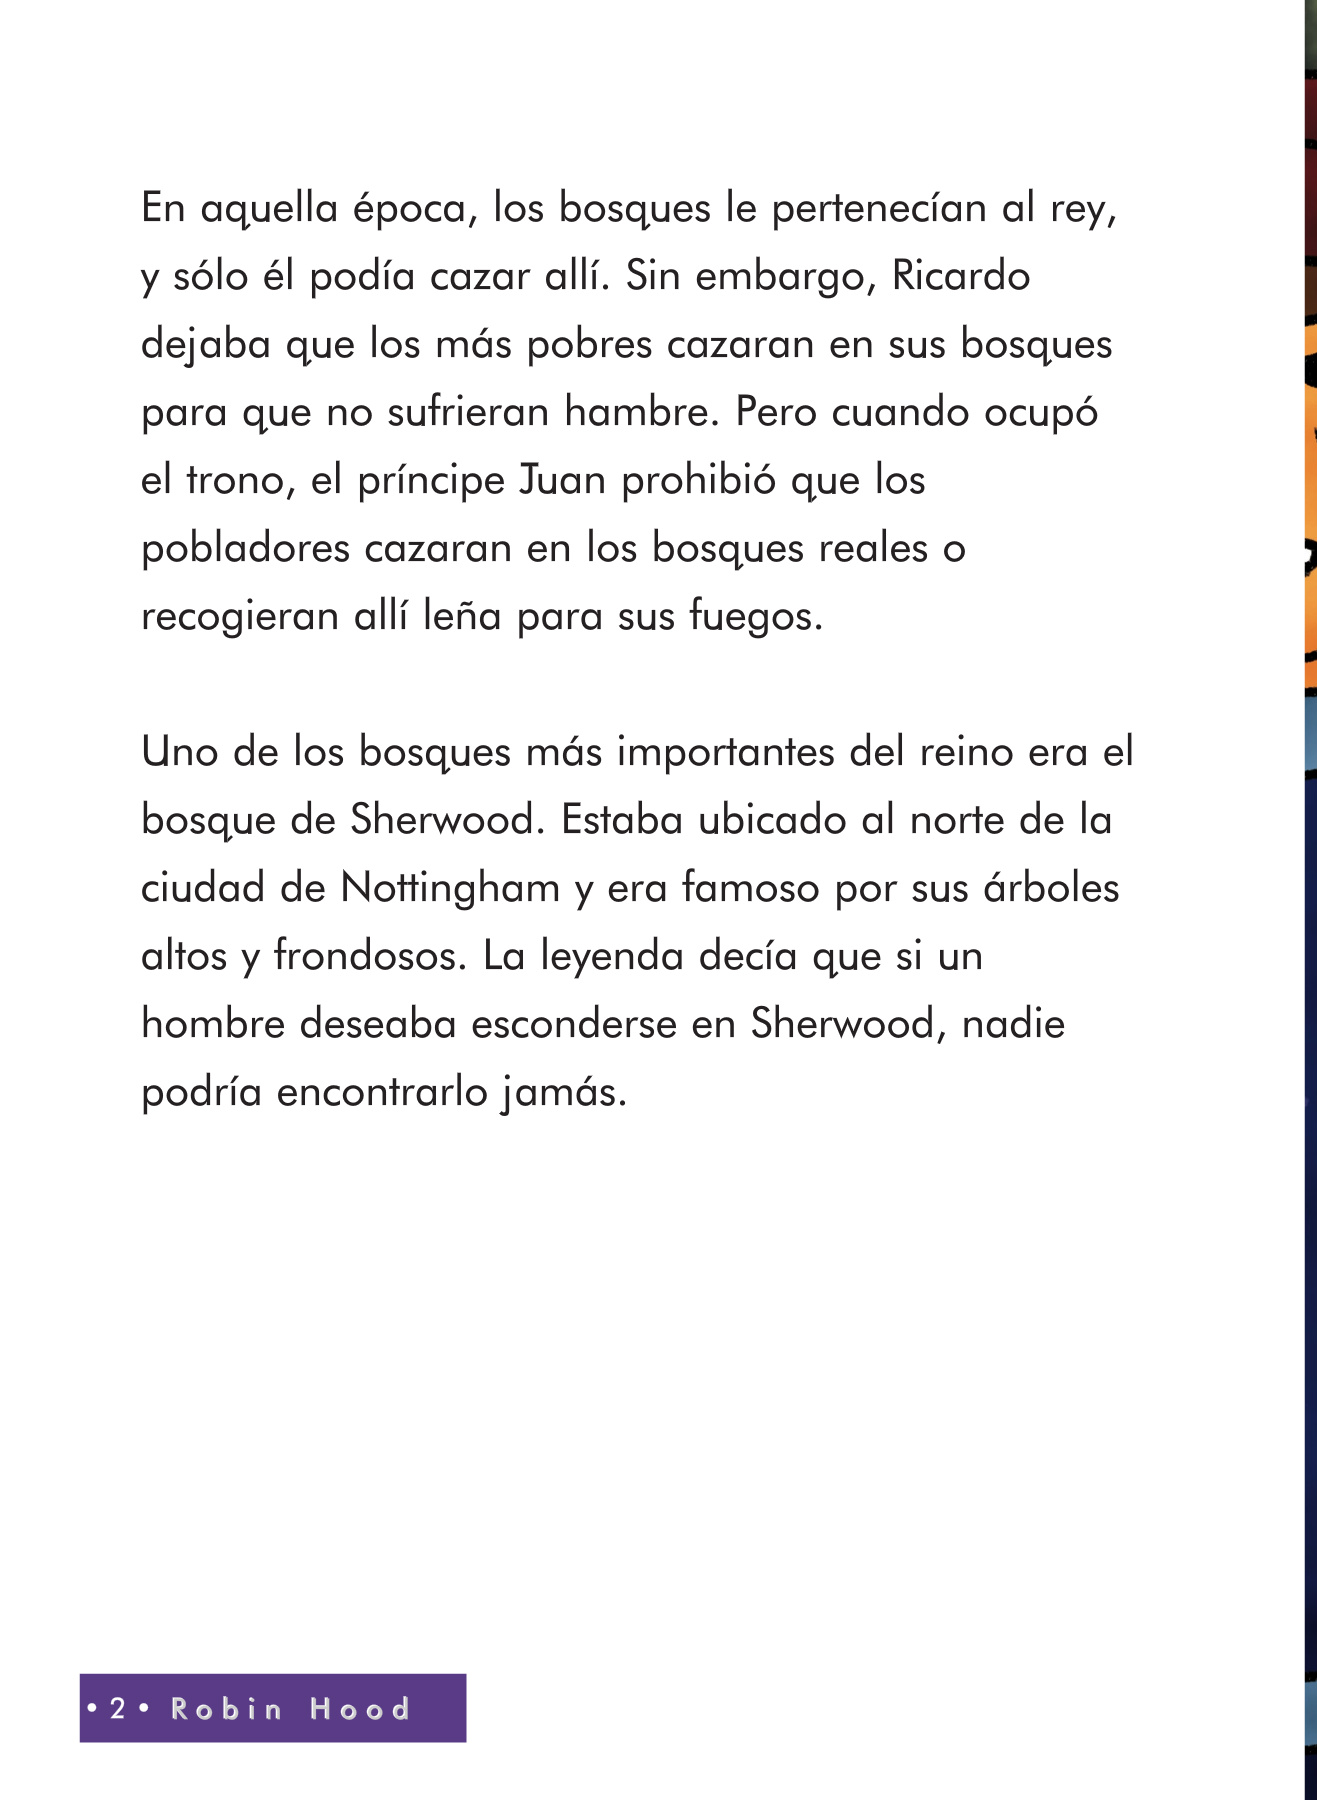 En aquella época, los bosques le pertenecían al rey,
y sólo él podía cazar allí. Sin embargo, Ricardo
dejaba que los más pobres cazaran en sus bosques
para que no sufrieran hambre. Pero cuando ocupó
el trono, el príncipe Juan prohibió que los
pobladores cazaran en los bosques reales o
recogieran allí leña para sus fuegos.
Uno de los bosques más importantes del reino era el
bosque de Sherwood. Estaba ubicado al norte de la
ciudad de Nottingham y era famoso por sus árboles
altos y frondosos. La leyenda decía que si un
hombre deseaba esconderse en Sherwood, nadie
podría encontrarlo jamás.
• 2 • Robin Hood